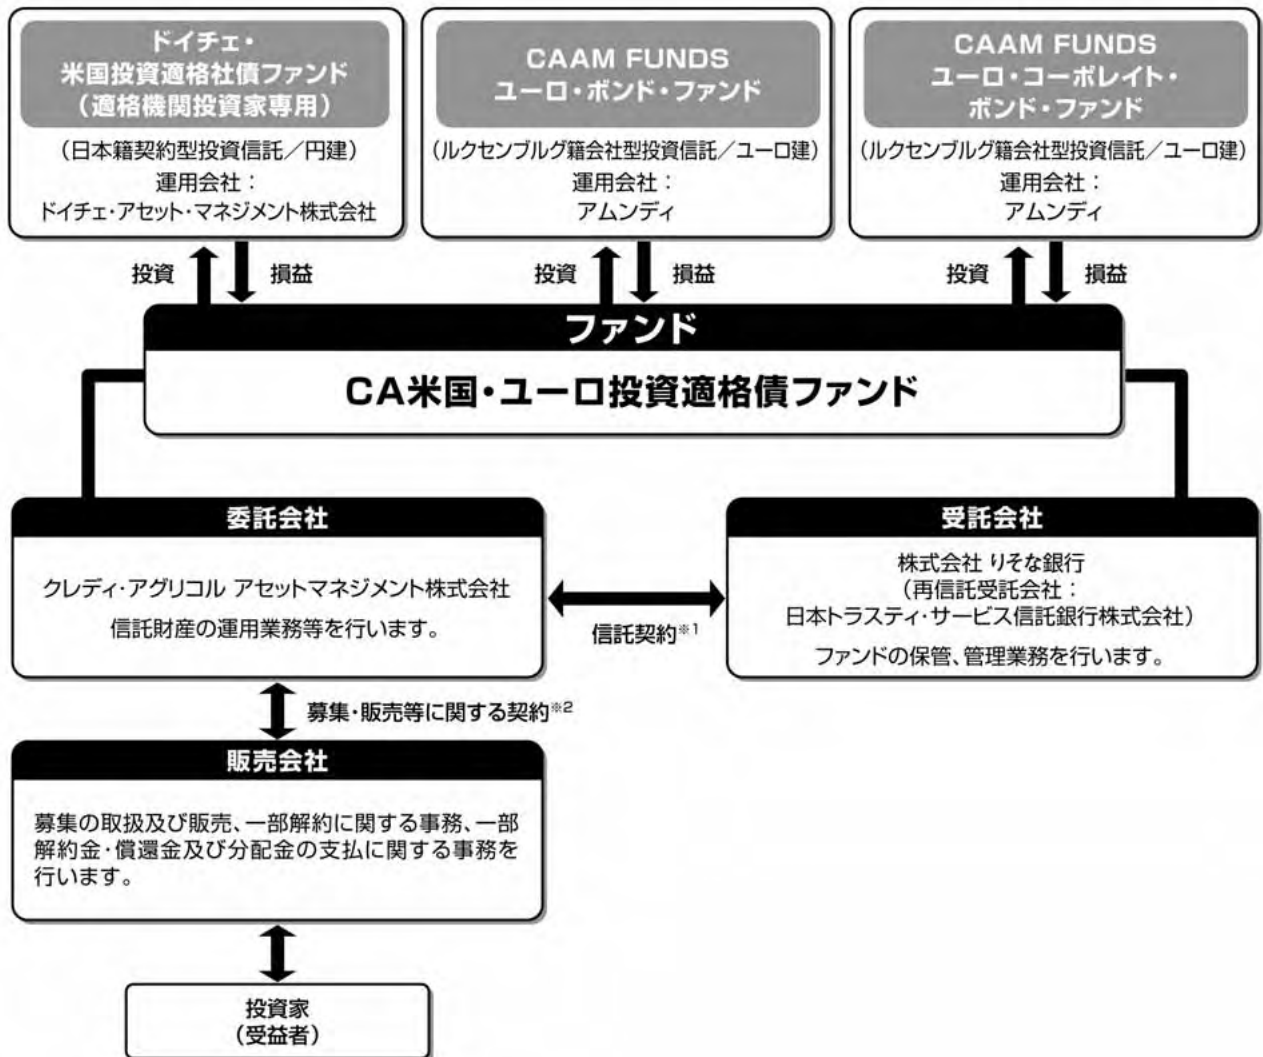 ドイチェ・
米国投資適格社債ファンド
（適格機関投資家専用）
（日本籍契約型投資信託／円建）
運用会社：
ドイチェ・アセット・マネジメント株式会社
CAAM FUNDS
ユーロ・ボンド・ファンド
（ルクセンブルグ籍会社型投資信託／ユーロ建）
運用会社：
アムンディ
CAAM FUNDS
ユーロ・コーポレイト・
ボンド・ファンド
（ルクセンブルグ籍会社型投資信託／ユーロ建）
運用会社：
アムンディ
投資 損益
投資 損益
投資 損益
ファンド
CA米国・ユーロ投資適格債ファンド
委託会社
クレディ・アグリコル アセットマネジメント株式会社
信託財産の運用業務等を行います。
信託契約※1
受託会社
株式会社 りそな銀行
（再信託受託会社：
日本トラスティ・サービス信託銀行株式会社）
ファンドの保管、管理業務を行います。
募集・販売等に関する契約※2
販売会社
募集の取扱及び販売、一部解約に関する事務、一部
解約金・償還金及び分配金の支払に関する事務を
行います。
投資家
（受益者）